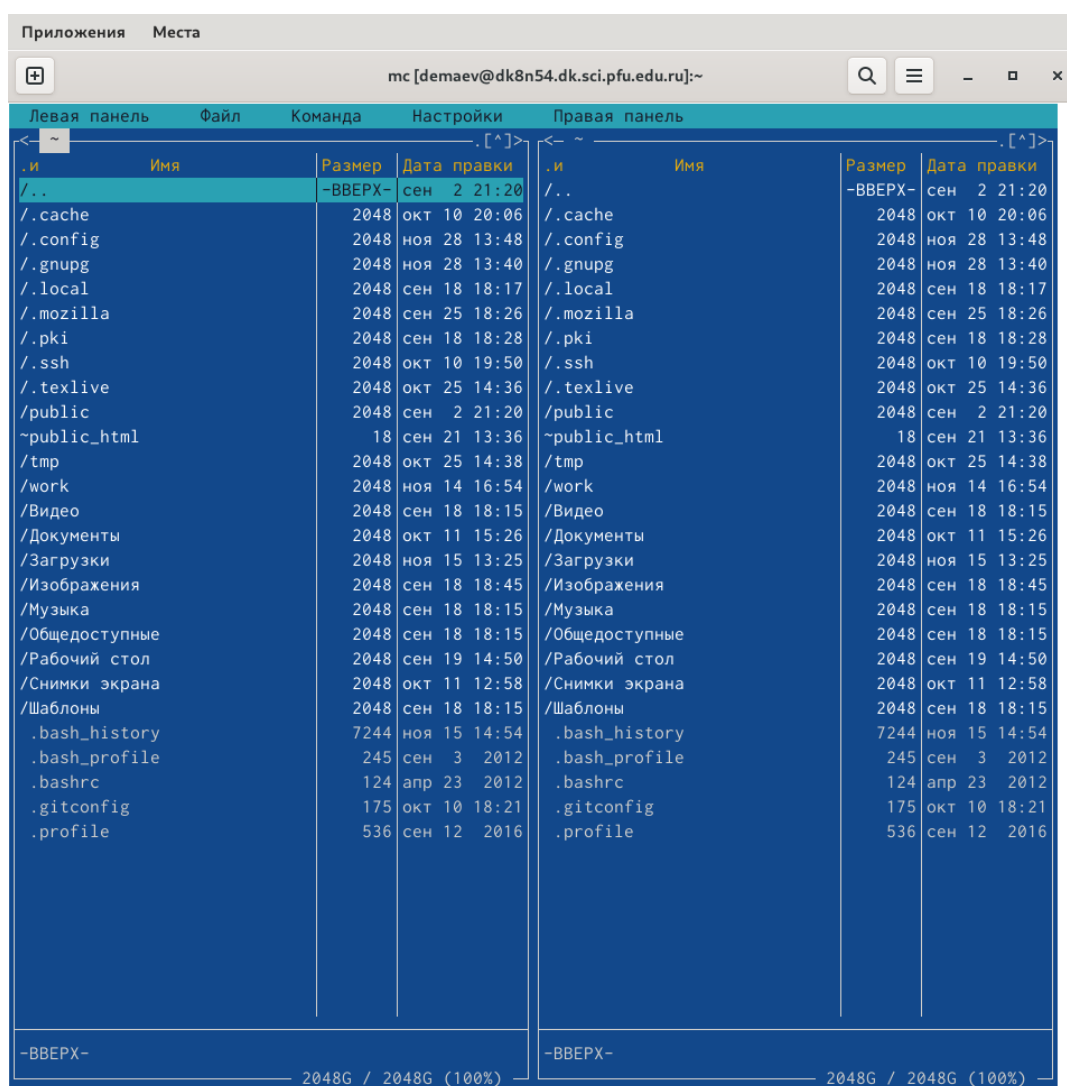 Приложения Места
mc [demaev@dk8n54.dk.sci.pfu.edu.ru]:~
Левая панель Файл Команда Настройки Правая панель
<— ~ .[^]> <— ~ .[^]>
.и Имя Размер Дата правки .и Имя Размер Дата правки
/.. -ВВЕРХ- сен 2 21:20 /.. -ВВЕРХ- сен 2 21:20
/.cache 2048 окт 10 20:06 /.cache 2048 окт 10 20:06
/.config 2048 ноя 28 13:48 /.config 2048 ноя 28 13:48
/.gnupg 2048 ноя 28 13:40 /.gnupg 2048 ноя 28 13:40
/.local 2048 сен 18 18:17 /.local 2048 сен 18 18:17
/.mozilla 2048 сен 25 18:26 /.mozilla 2048 сен 25 18:26
/.pki 2048 сен 18 18:28 /.pki 2048 сен 18 18:28
/.ssh 2048 окт 10 19:50 /.ssh 2048 окт 10 19:50
/.texlive 2048 окт 25 14:36 /.texlive 2048 окт 25 14:36
/public 2048 сен 2 21:20 /public 2048 сен 2 21:20
~public_html 18 сен 21 13:36 ~public_html 18 сен 21 13:36
/tmp 2048 окт 25 14:38 /tmp 2048 окт 25 14:38
/work 2048 ноя 14 16:54 /work 2048 ноя 14 16:54
/Видео 2048 сен 18 18:15 /Видео 2048 сен 18 18:15
/Документы 2048 окт 11 15:26 /Документы 2048 окт 11 15:26
/Загрузки 2048 ноя 15 13:25 /Загрузки 2048 ноя 15 13:25
/Изображения 2048 сен 18 18:45 /Изображения 2048 сен 18 18:45
/Музыка 2048 сен 18 18:15 /Музыка 2048 сен 18 18:15
/Общедоступные 2048 сен 18 18:15 /Общедоступные 2048 сен 18 18:15
/Рабочий стол 2048 сен 19 14:50 /Рабочий стол 2048 сен 19 14:50
/Снимки экрана 2048 окт 11 12:58 /Снимки экрана 2048 окт 11 12:58
/Шаблоны 2048 сен 18 18:15 /Шаблоны 2048 сен 18 18:15
.bash_history 7244 ноя 15 14:54 .bash_history 7244 ноя 15 14:54
.bash_profile 245 сен 3 2012 .bash_profile 245 сен 3 2012
.bashrc 124 апр 23 2012 .bashrc 124 апр 23 2012
.gitconfig 175 окт 10 18:21 .gitconfig 175 окт 10 18:21
.profile 536 сен 12 2016 .profile 536 сен 12 2016
-ВВЕРХ- -ВВЕРХ-
2048G / 2048G (100%) 2048G / 2048G (100%)